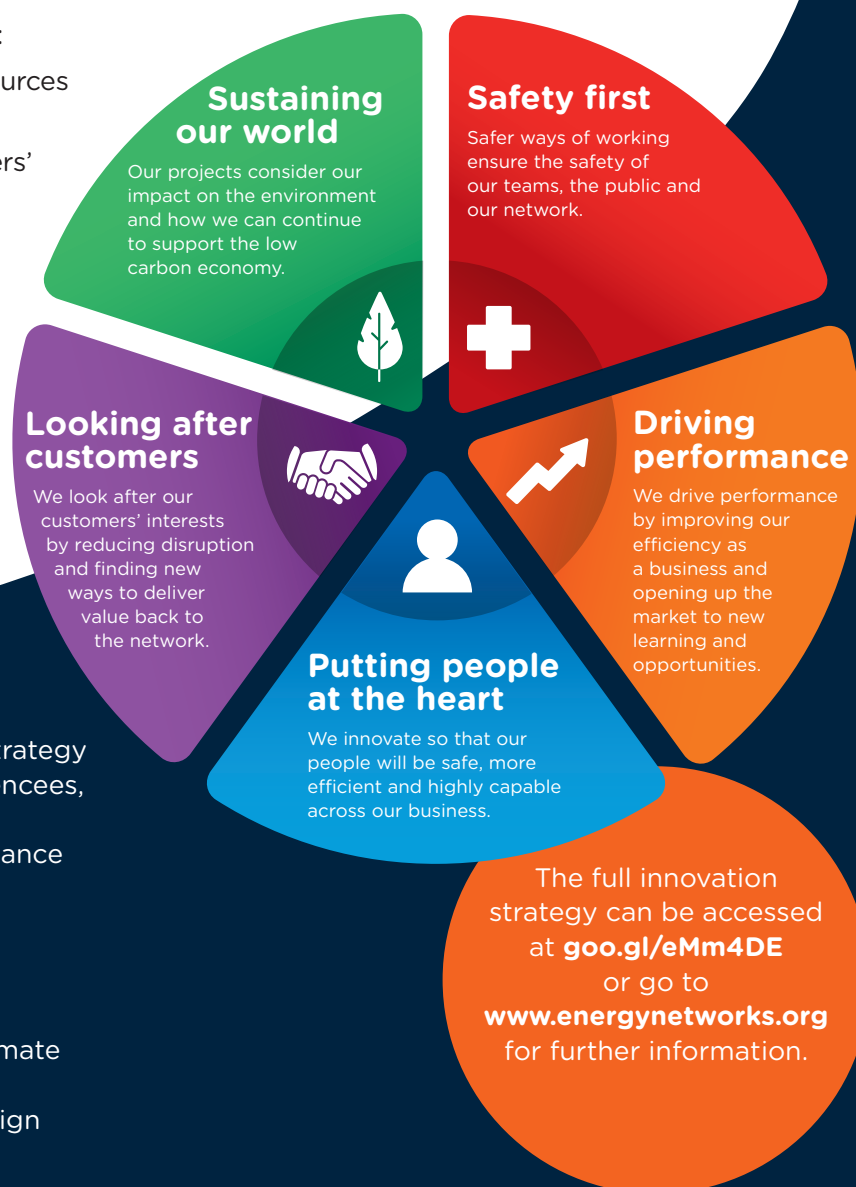 :
urces
ers’
Sustaining
our world
Our projects consider our
impact on the environment
and how we can continue
to support the low
carbon economy.
Safety first
Safer ways of working
ensure the safety of
our teams, the public and
our network.
Looking after
customers
We look after our
customers’ interests
by reducing disruption
and finding new
ways to deliver
value back to
the network.
Driving
performance
We drive performance
by improving our
efficiency as
a business and
opening up the
market to new
learning and
opportunities.
Putting people
at the heart
We innovate so that our
people will be safe, more
efficient and highly capable
across our business.
trategy
ncees,
ance
mate
ign
The full innovation
strategy can be accessed
at goo.gl/eMm4DE
or go to
www.energynetworks.org
for further information.